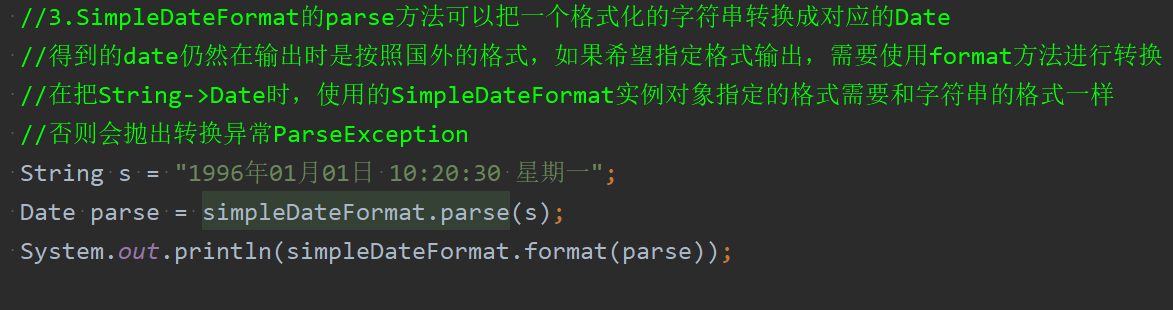 //3.SimpleDateFormat的parse方法可以把一个格式化的字符串转换成对应的Date
//得到的date仍然在输出时是按照国外的格式，如果希望指定格式输出，需要使用format方法进行转换
//在把String->Date时，使用的SimpleDateFormat实例对象指定的格式需要和字符串的格式一样
//否则会抛出转换异常ParseException
String s = "1996年01月01日 10:20:30 星期一";
Date parse = simpleDateFormat.parse(s);
System.out.println(simpleDateFormat.format(parse));